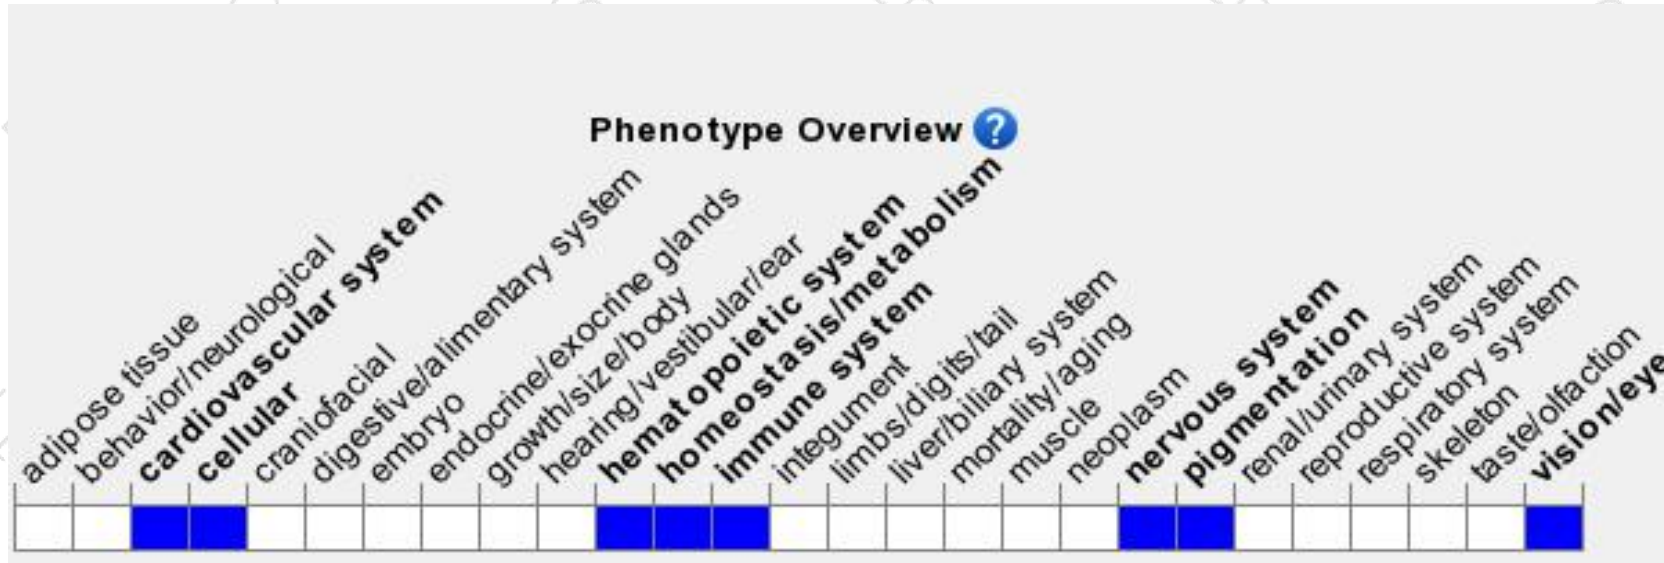 Phenotype Overview ?
adipose tissue
behavior/neurological
cardiovascular system
cellular
craniofacial
digestive/alimentary system
embryo
endocrine/exocrine glands
growth/size/body
hearing/vestibular/ear
hematopoietic system
homeostasis/metabolism
immune system
integument
limbs/digits/tail
liver/biliary system
mortality/aging
muscle
neoplasm
nervous system
pigmentation
renal/urinary system
reproductive system
respiratory system
skeleton
taste/olfaction
vision/eye